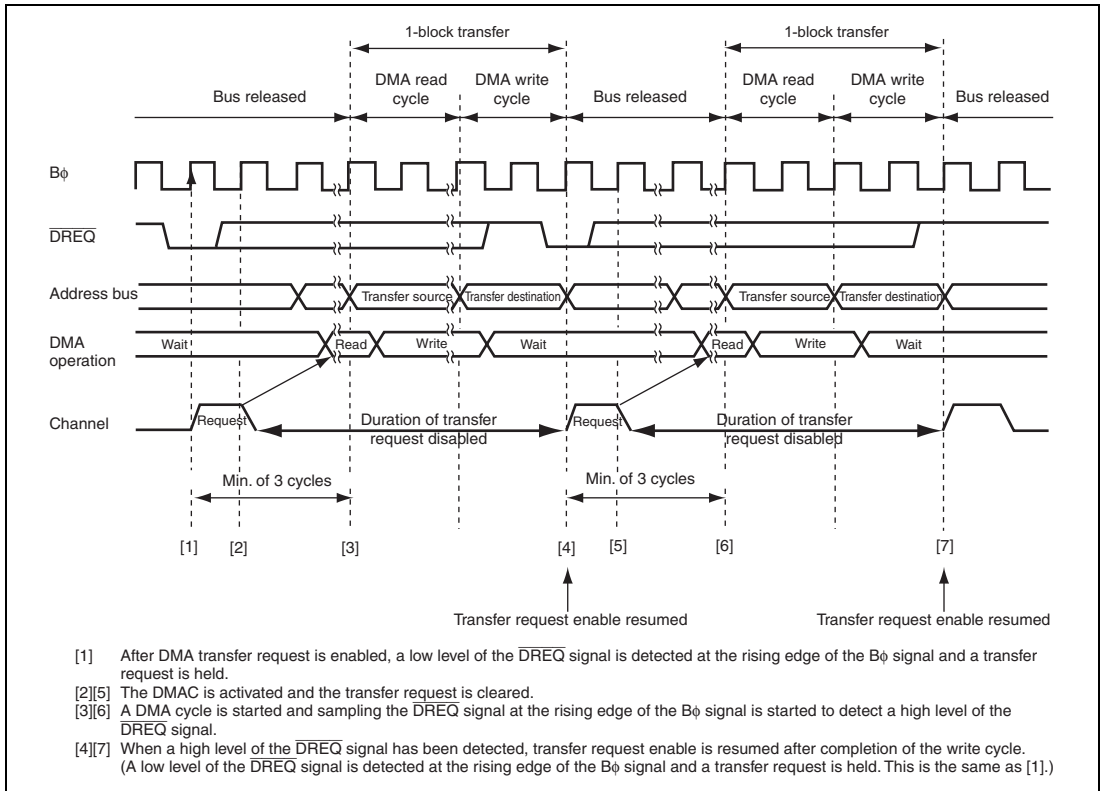 1-block transfer 1-block transfer
DMA read cycle DMA write cycle DMA read cycle DMA write cycle
Bus released Bus released Bus released
Bφ
DREQ
Address bus Transfer source Transfer destination Transfer source Transfer destination
DMA operation Wait Read Write Wait Read Write Wait
Channel Request Duration of transfer request disabled Request Duration of transfer request disabled
Min. of 3 cycles Min. of 3 cycles
[1] [2] [3] [4] [5] [6] [7]
Transfer request enable resumed Transfer request enable resumed
[1] After DMA transfer request is enabled, a low level of the DREQ signal is detected at the rising edge of the Bφ signal and a transfer
request is held.
[2][5] The DMAC is activated and the transfer request is cleared.
[3][6] A DMA cycle is started and sampling the DREQ signal at the rising edge of the Bφ signal is started to detect a high level of the
DREQ signal.
[4][7] When a high level of the DREQ signal has been detected, transfer request enable is resumed after completion of the write cycle.
(A low level of the DREQ signal is detected at the rising edge of the Bφ signal and a transfer request is held. This is the same as [1].)